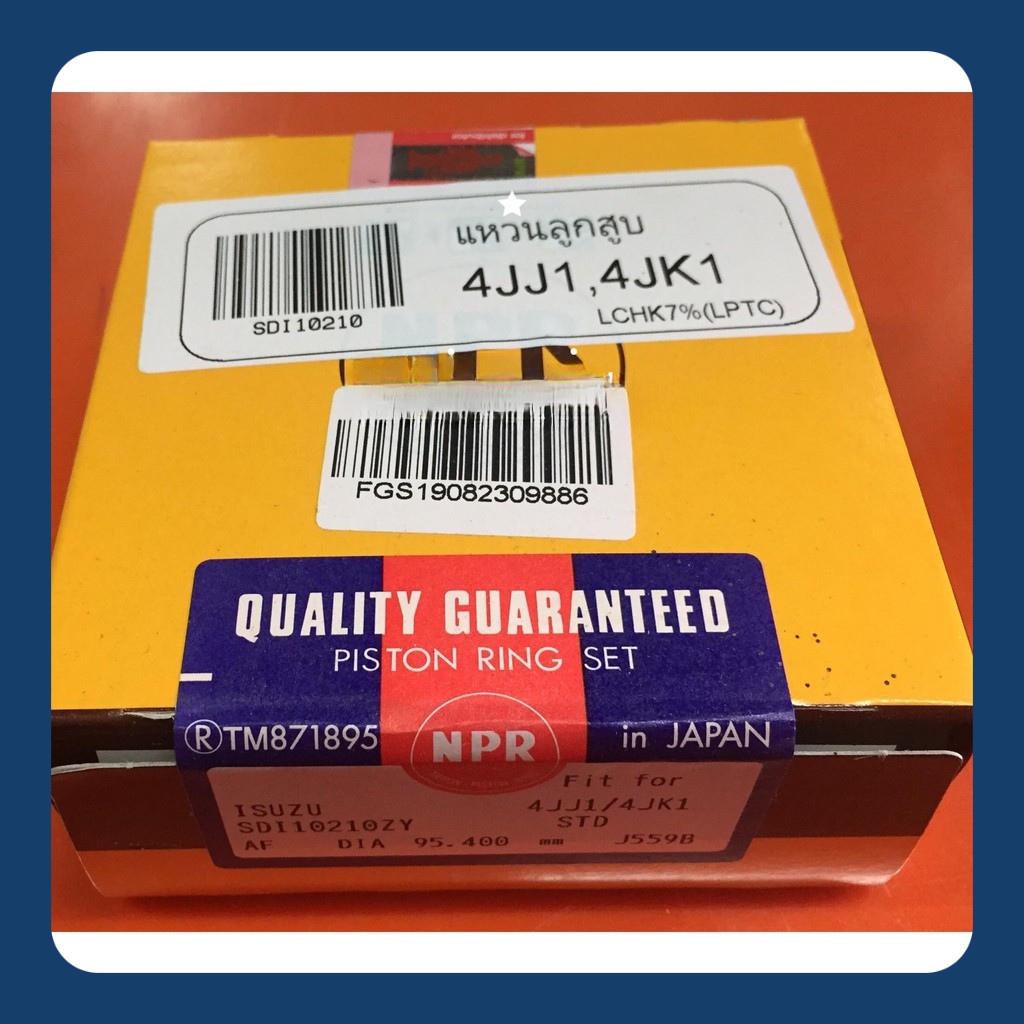 แหวนลูกสูบ
4JJ1,4JK1
LCHK7%(LPTC)
SDI10210
NPR
FGS19082309886
QUALITY GUARANTEED
PISTON RING SET
®TM871895
NPR
in JAPAN
Fit for
ISUZU 4JJ1/4JK1
SDI10210ZY STD
AF DIA 95.400 mm J559B